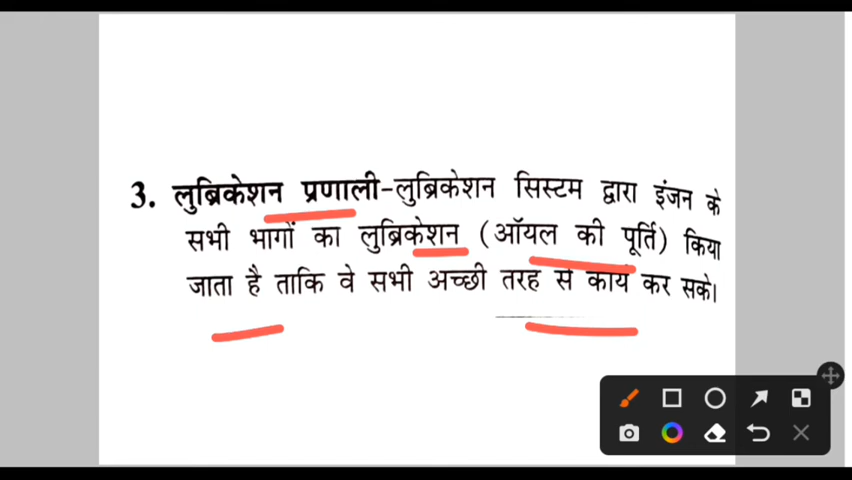 3. लुब्रिकेशन प्रणाली-लुब्रिकेशन सिस्टम द्वारा इंजन के
सभी भागों का लुब्रिकेशन (ऑयल की पूर्ति) किया
जाता है ताकि वे सभी अच्छी तरह से कार्य कर सके।